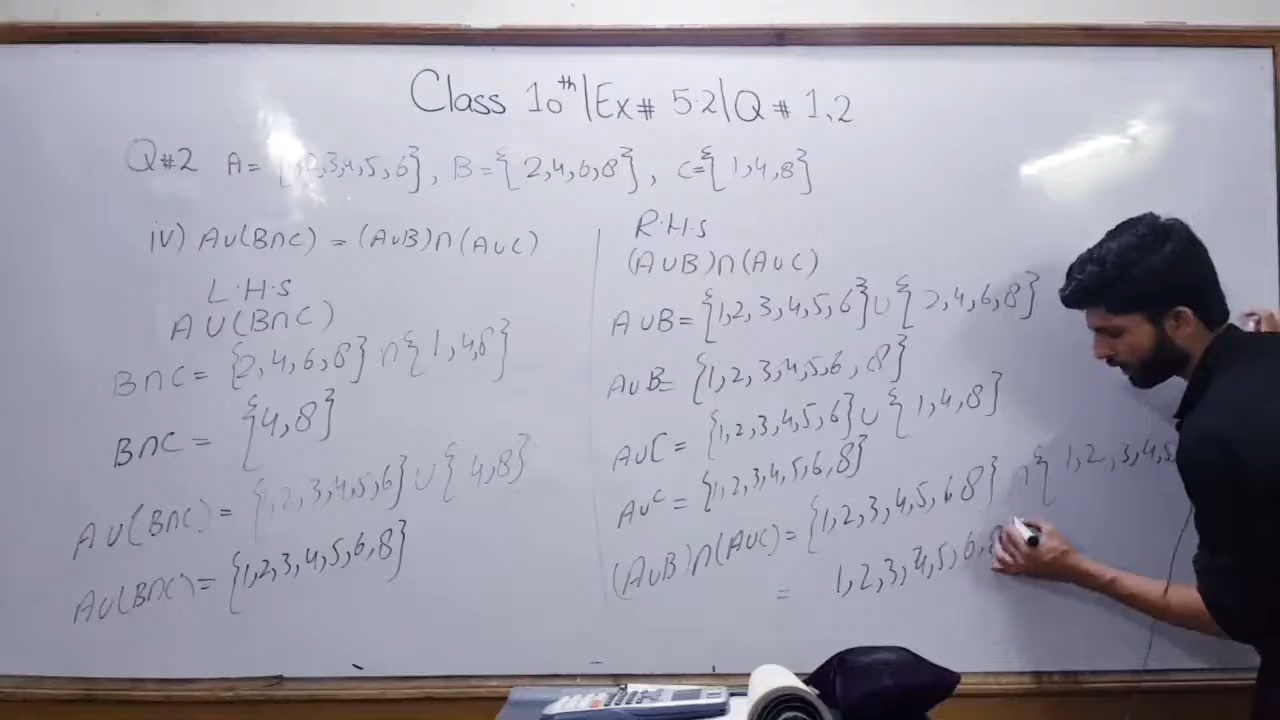 Class 10th | Ex # 5.2 | Q # 1,2
Q#2 A = {1,2,3,4,5,6}, B = {2,4,6,8}, C = {1,4,8}
iv) A∪(B∩C) = (A∪B)∩(A∪C)
L.H.S
A∪(B∩C)
B∩C = {2,4,6,8} ∩ {1,4,8}
B∩C = {4,8}
A∪(B∩C) = {1,2,3,4,5,6} ∪ {4,8}
A∪(B∩C) = {1,2,3,4,5,6,8}
R.H.S
(A∪B)∩(A∪C)
A∪B = {1,2,3,4,5,6} ∪ {2,4,6,8}
A∪B = {1,2,3,4,5,6,8}
A∪C = {1,2,3,4,5,6} ∪ {1,4,8}
A∪C = {1,2,3,4,5,6,8}
(A∪B)∩(A∪C) = {1,2,3,4,5,6 8} ∩ {1,2,3,4,5
= 1,2,3,4,5,6,8